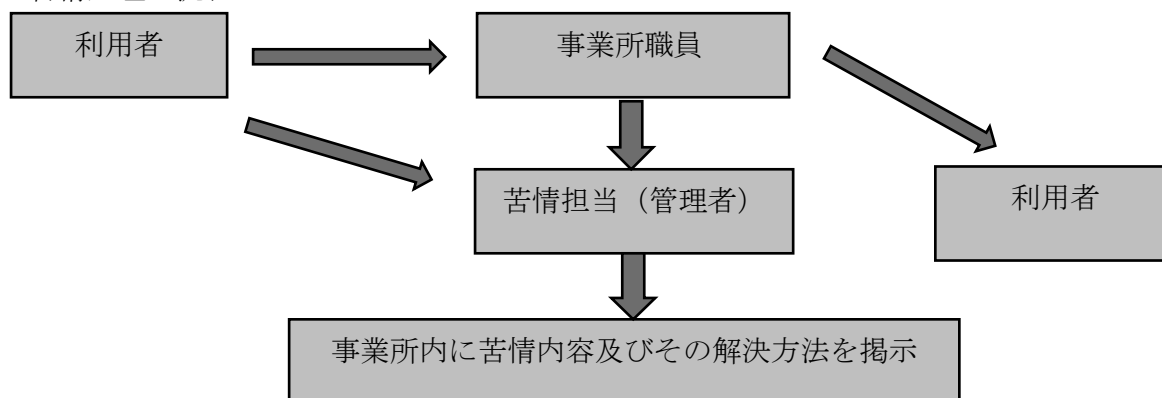 利用者
事業所職員
苦情担当（管理者）
利用者
事業所内に苦情内容及びその解決方法を掲示